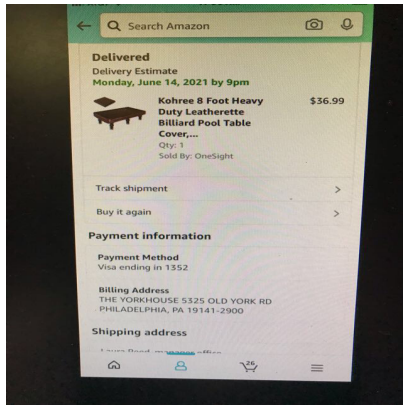 Search Amazon
Delivered
Delivery Estimate
Monday, June 14, 2021 by 9pm
Kohree 8 Foot Heavy $36.99
Duty Leatherette
Billiard Pool Table
Cover,...
Qty: 1
Sold By: OneSight
Track shipment
Buy it again
Payment information
Payment Method
Visa ending in 1352
Billing Address
THE YORKHOUSE 5325 OLD YORK RD
PHILADELPHIA, PA 19141-2900
Shipping address
26